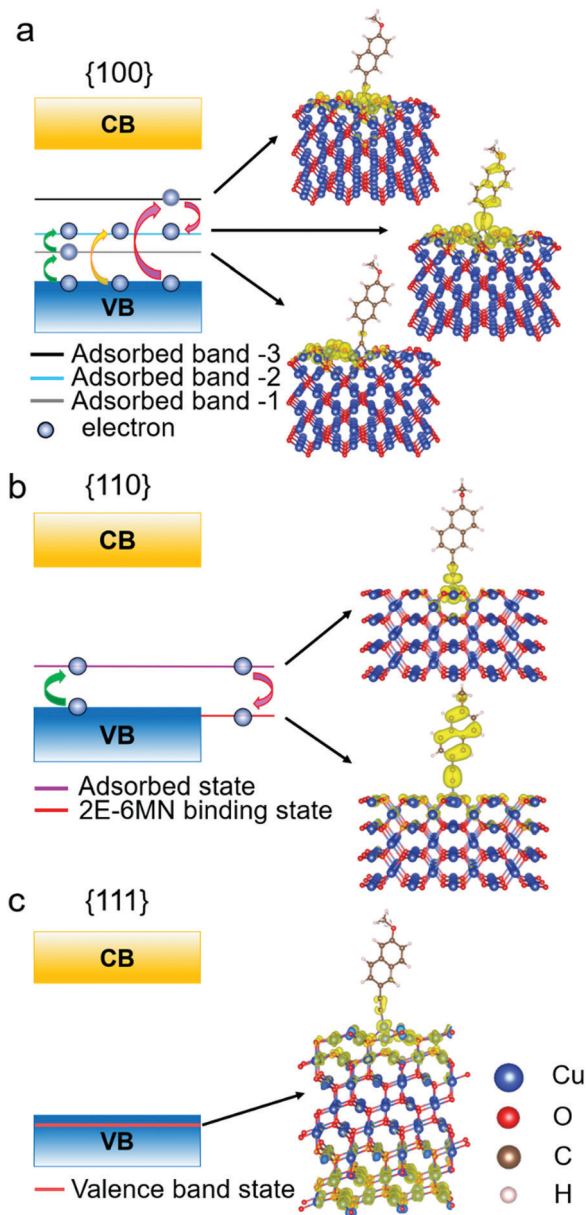 a
{100}
CB
VB
Adsorbed band -3
Adsorbed band -2
Adsorbed band -1
electron
b
{110}
CB
VB
Adsorbed state
2E-6MN binding state
c
{111}
CB
VB
Valence band state
Cu
O
C
H